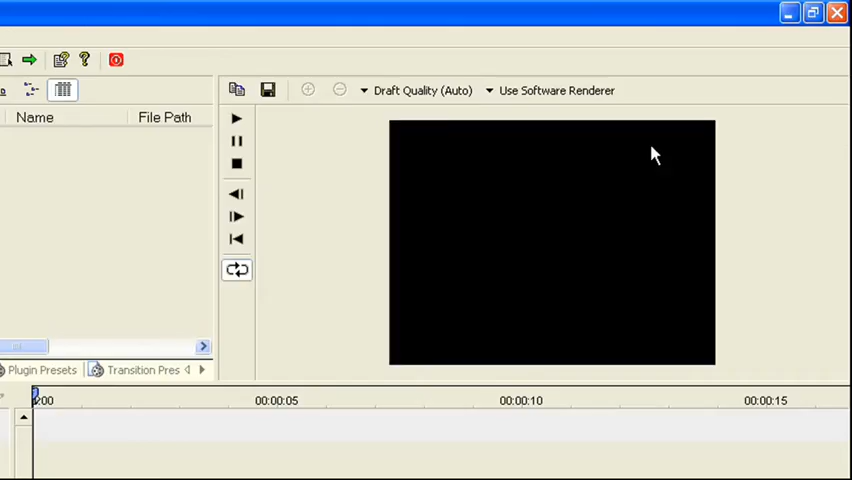 Draft Quality (Auto) Use Software Renderer
Name File Path
Plugin Presets Transition Pres
:00 00:00:05 00:00:10 00:00:15